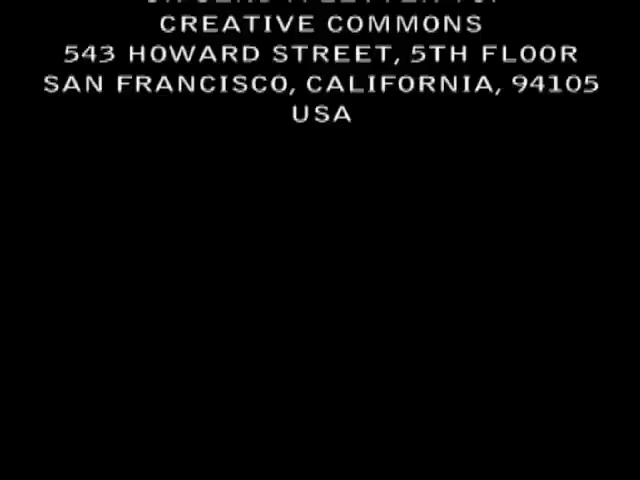 CREATIVE COMMONS
543 HOWARD STREET, 5TH FLOOR
SAN FRANCISCO, CALIFORNIA, 94105
USA